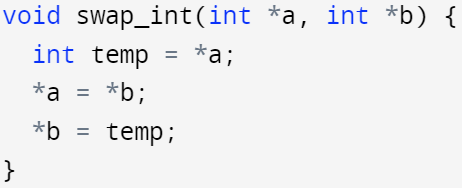 void swap_int(int *a, int *b) {
  int temp = *a;
  *a = *b;
  *b = temp;
}